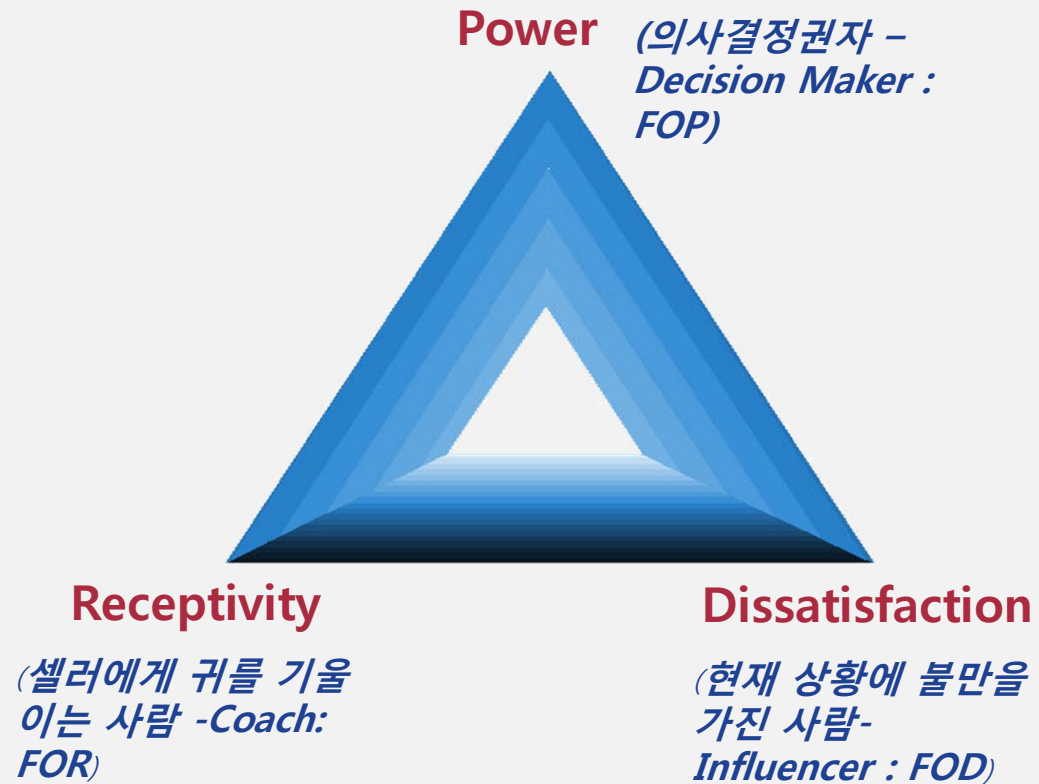 Power
(의사결정권자 –
Decision Maker :
FOP)
Receptivity
(셀러에게 귀를 기울
이는 사람 -Coach:
FOR)
Dissatisfaction
(현재 상황에 불만을
가진 사람-
Influencer : FOD)